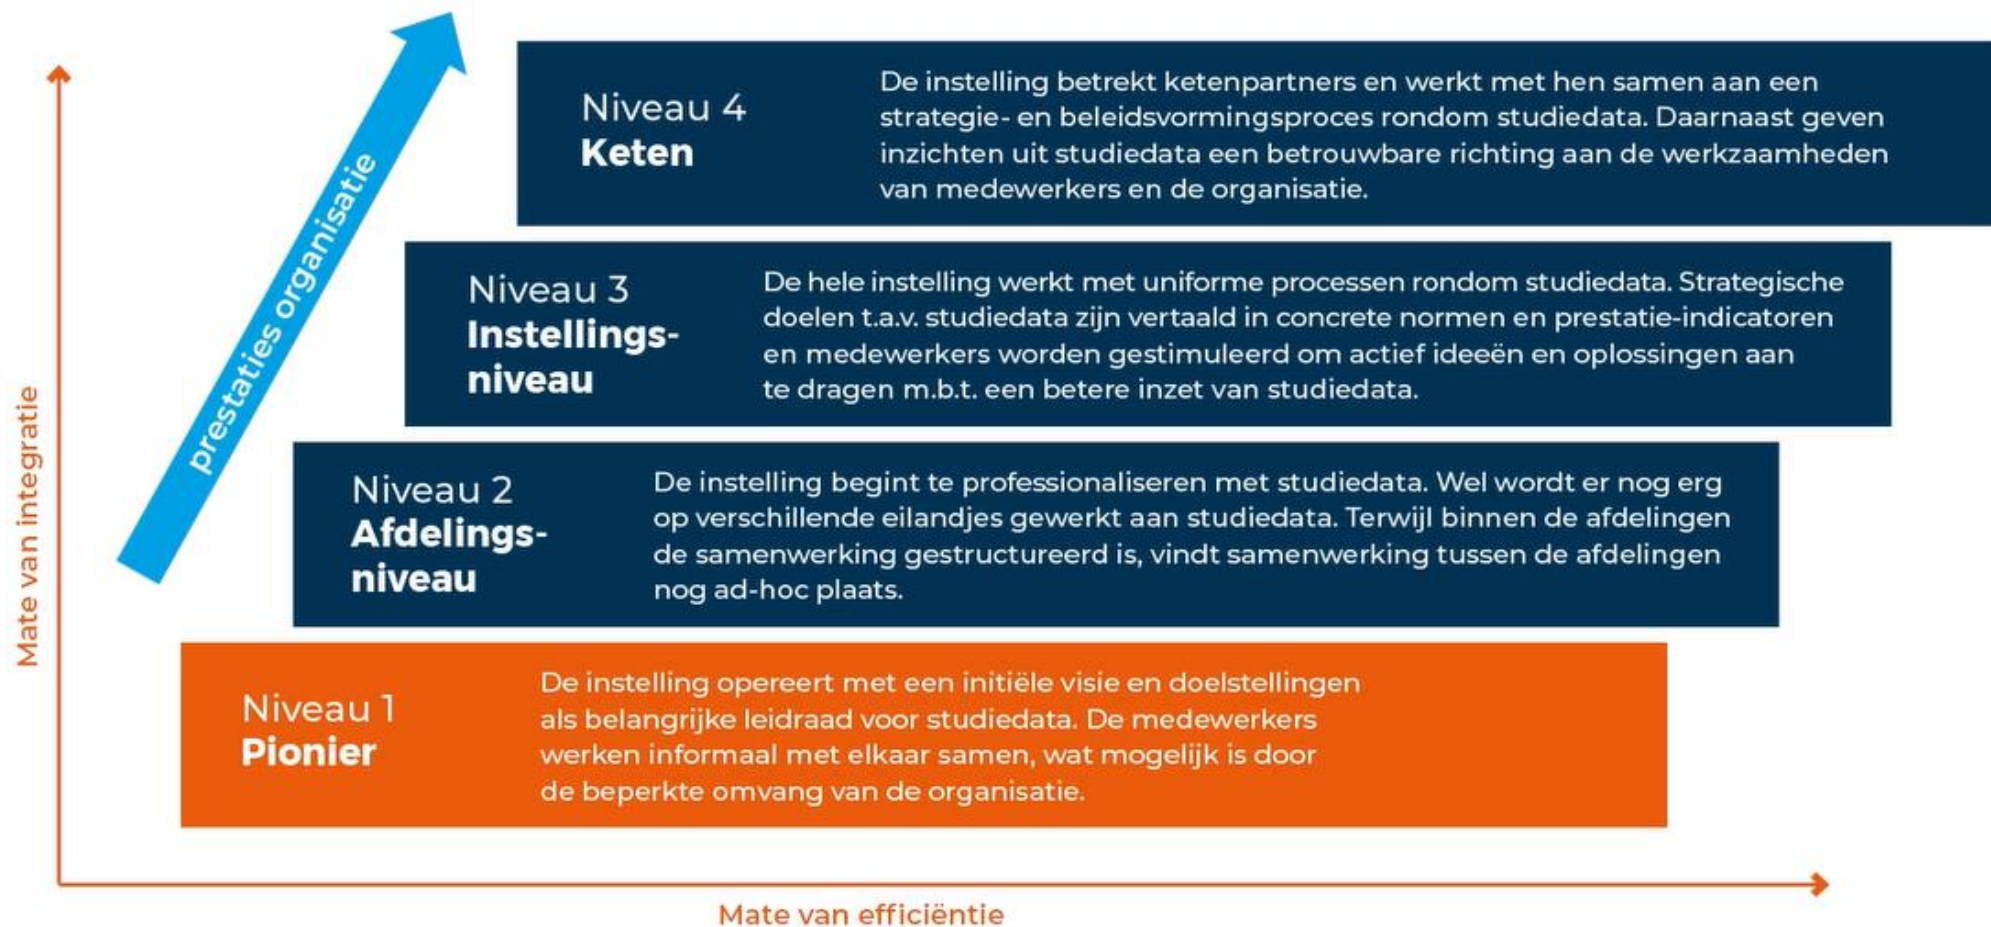 Niveau 4
Keten
De instelling betrekt ketenpartners en werkt met hen samen aan een
strategie- en beleidsvormingsproces rondom studiedata. Daarnaast geven
inzichten uit studiedata een betrouwbare richting aan de werkzaamheden
van medewerkers en de organisatie.
prestaties organisatie
Niveau 3
Instellings-
niveau
De hele instelling werkt met uniforme processen rondom studiedata. Strategische
doelen t.a.v. studiedata zijn vertaald in concrete normen en prestatie-indicatoren
en medewerkers worden gestimuleerd om actief ideeën en oplossingen aan
te dragen m.b.t. een betere inzet van studiedata.
Niveau 2
Afdelings-
niveau
De instelling begint te professionaliseren met studiedata. Wel wordt er nog erg
op verschillende eilandjes gewerkt aan studiedata. Terwijl binnen de afdelingen
de samenwerking gestructureerd is, vindt samenwerking tussen de afdelingen
nog ad-hoc plaats.
Niveau 1
Pionier
De instelling opereert met een initiële visie en doelstellingen
als belangrijke leidraad voor studiedata. De medewerkers
werken informaal met elkaar samen, wat mogelijk is door
de beperkte omvang van de organisatie.
Mate van integratie
Mate van efficiëntie